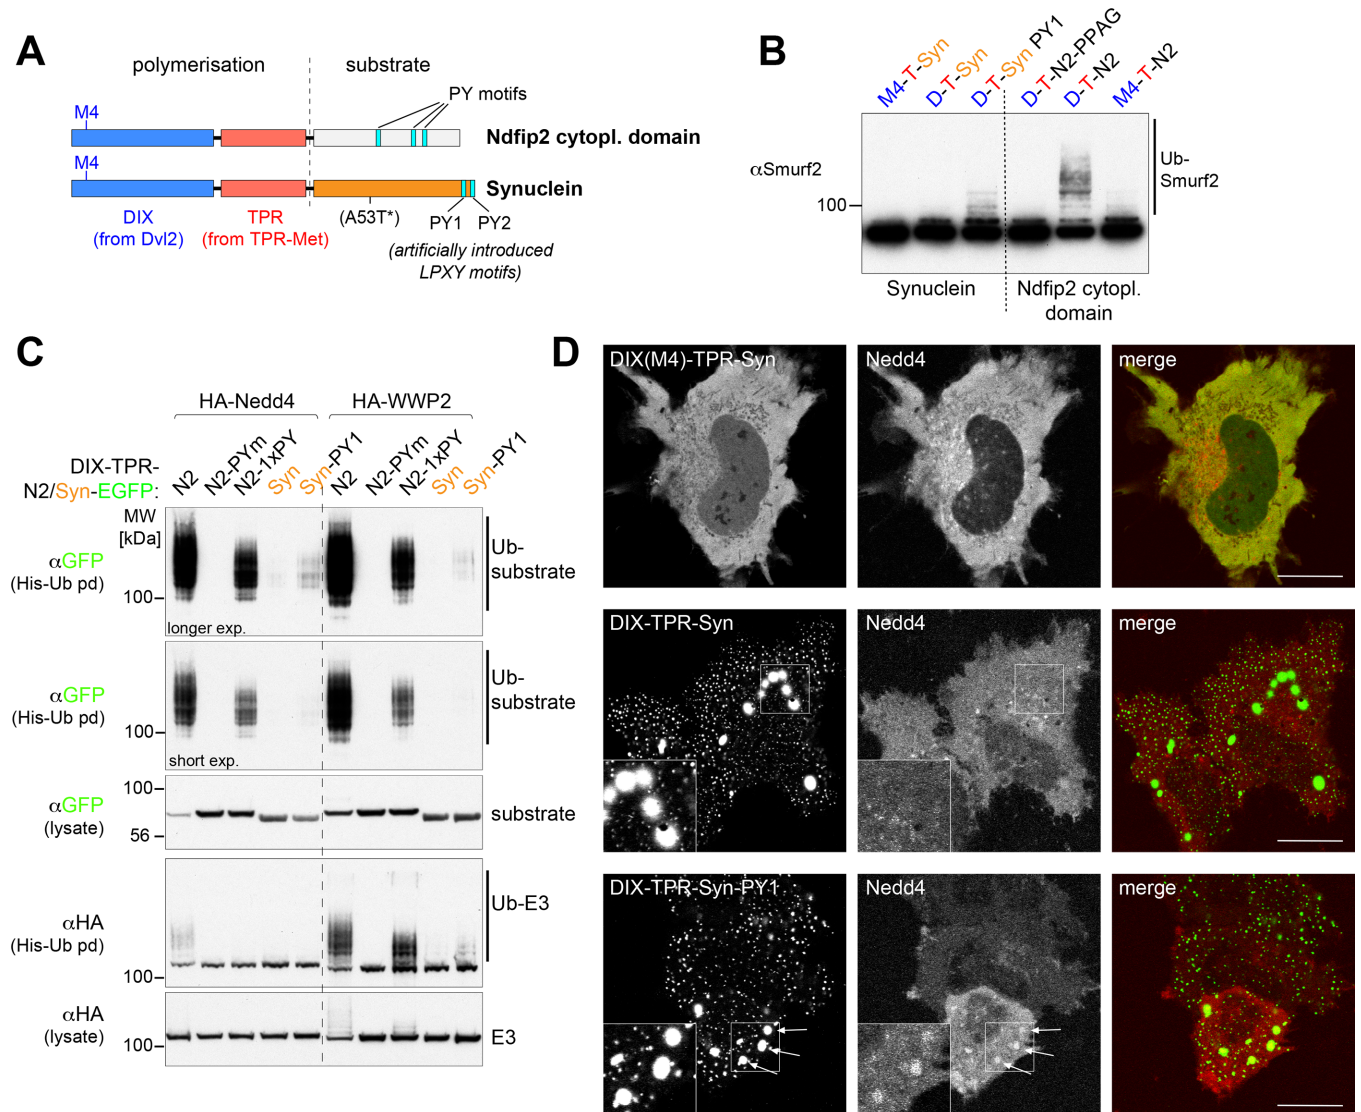 A
polymerisation
substrate
PY motifs
M4
Ndfip2 cytopl. domain
M4
Synuclein
DIX
(from Dvl2)
TPR
(from TPR-Met)
(A53T*)
PY1
PY2
(artificially introduced
LPXY motifs)
B
M4-T-Syn
D-T-Syn
D-T-Syn PY1
D-T-N2-PPAG
D-T-N2
M4-T-N2
αSmurf2
100
Ub-
Smurf2
Synuclein
Ndfip2 cytopl.
domain
C
HA-Nedd4
HA-WWP2
DIX-TPR-
N2/Syn-EGFP:
N2
N2-PYm
N2-1xPY
Syn
Syn-PY1
N2
N2-PYm
N2-1xPY
Syn
Syn-PY1
MW
[kDa]
αGFP
(His-Ub pd)
100
longer exp.
Ub-
substrate
αGFP
(His-Ub pd)
100
short exp.
Ub-
substrate
αGFP
(lysate)
100
56
substrate
αHA
(His-Ub pd)
100
Ub-E3
αHA
(lysate)
100
E3
D
DIX(M4)-TPR-Syn
Nedd4
merge
DIX-TPR-Syn
Nedd4
merge
DIX-TPR-Syn-PY1
Nedd4
merge